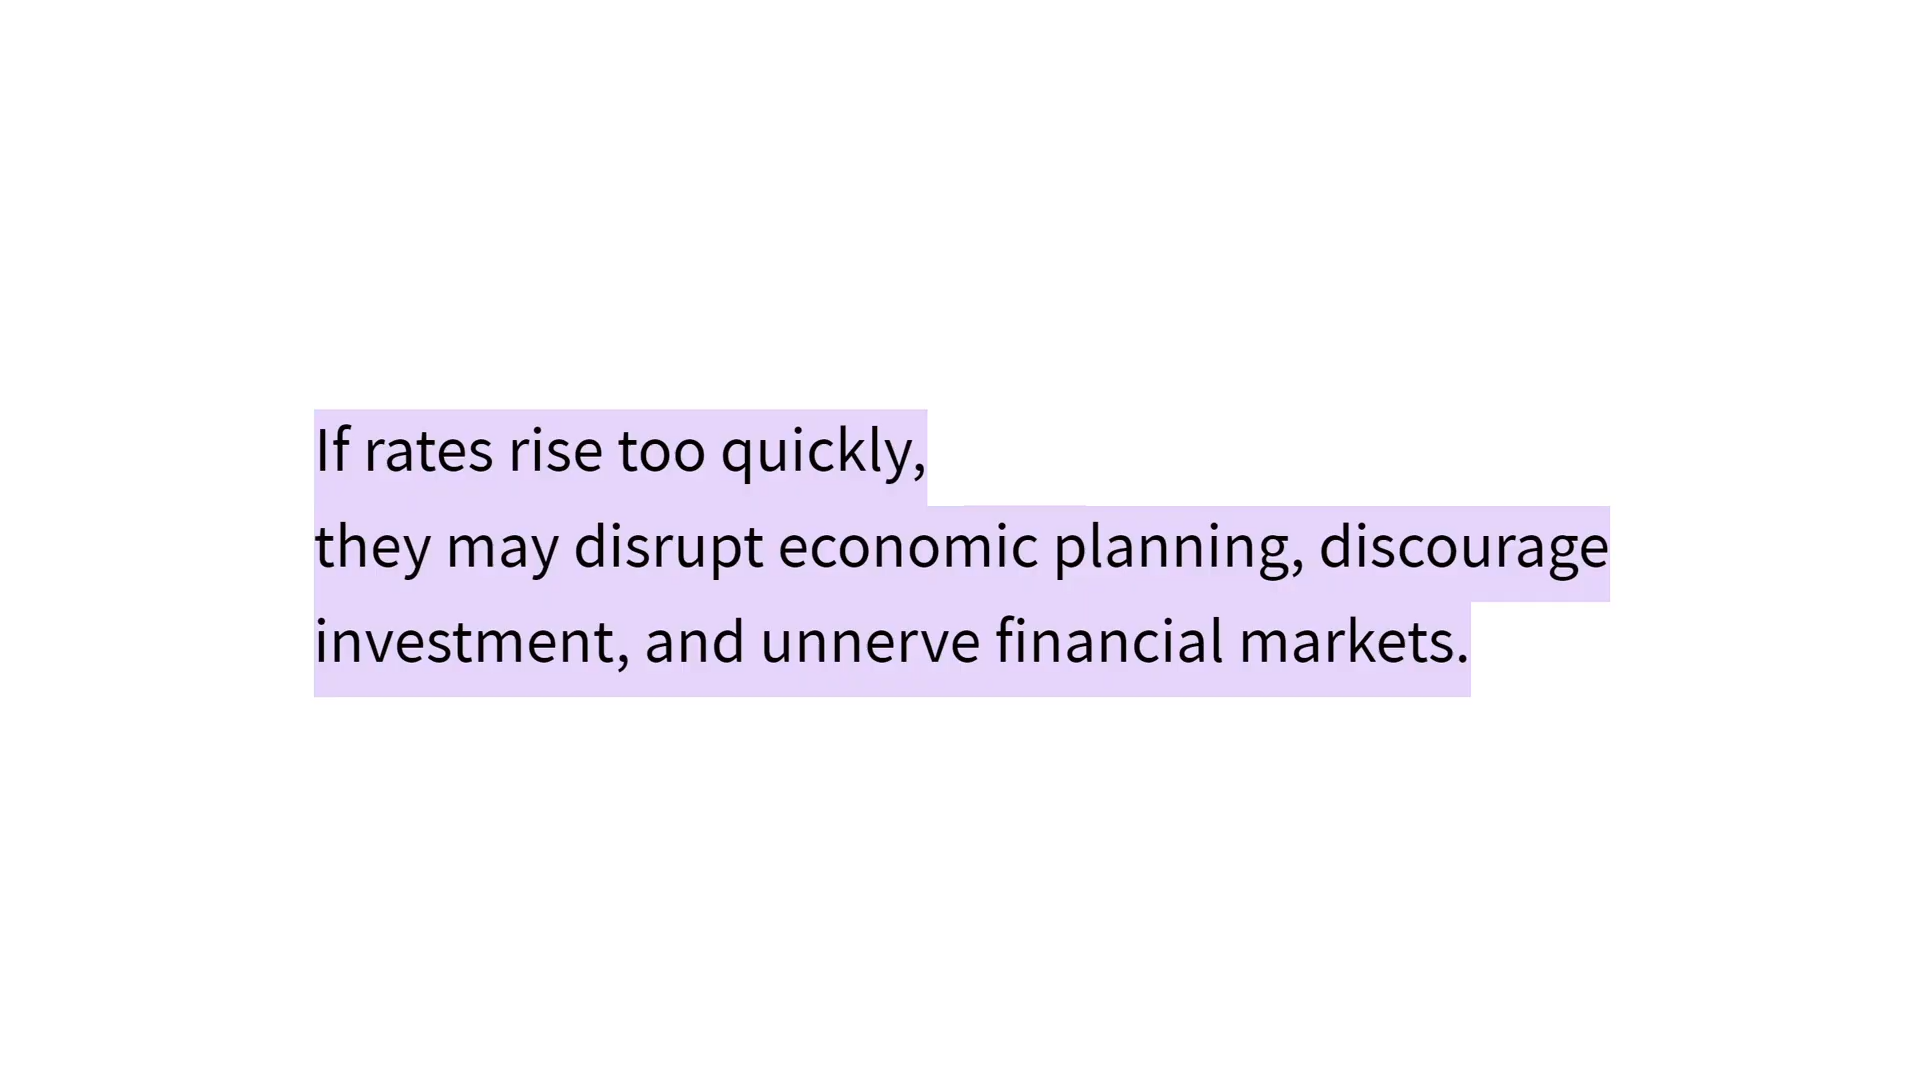 If rates rise too quickly,
they may disrupt economic planning, discourage
investment, and unnerve financial markets.